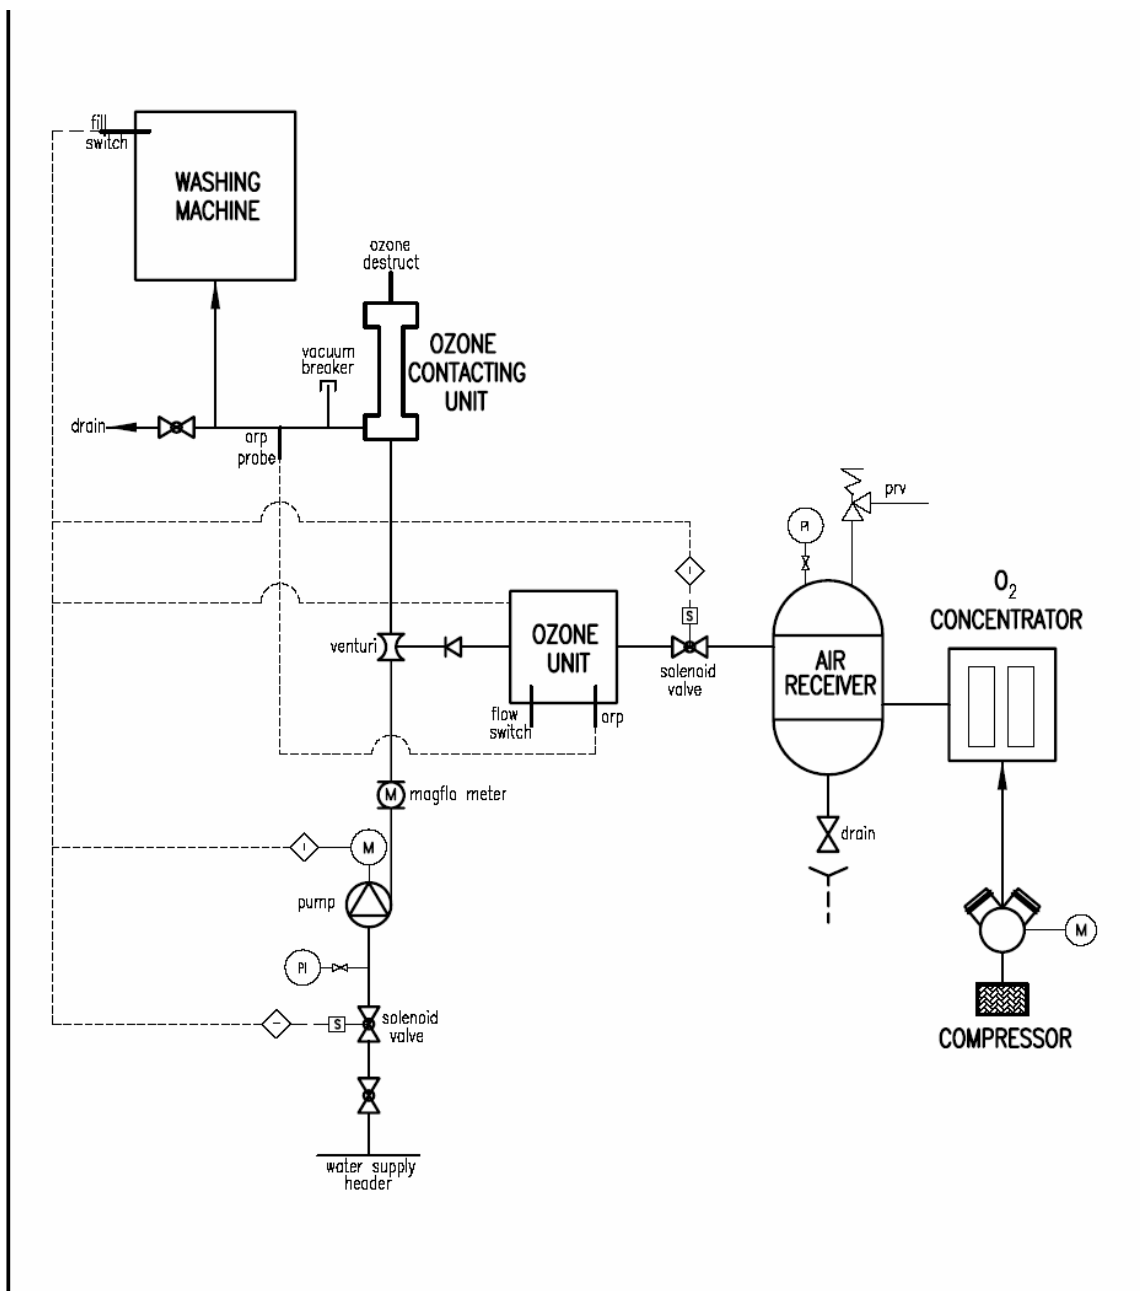 fill
switch
WASHING
MACHINE
ozone
destruct
OZONE
CONTACTING
UNIT
vacuum
breaker
drain
orp
probe
prv
PI
I
O2
CONCENTRATOR
S
venturi
OZONE
UNIT
solenoid
valve
AIR
RECEIVER
flow
switch
orp
M
magflo meter
drain
I
M
pump
M
PI
S
solenoid
valve
COMPRESSOR
water supply
header